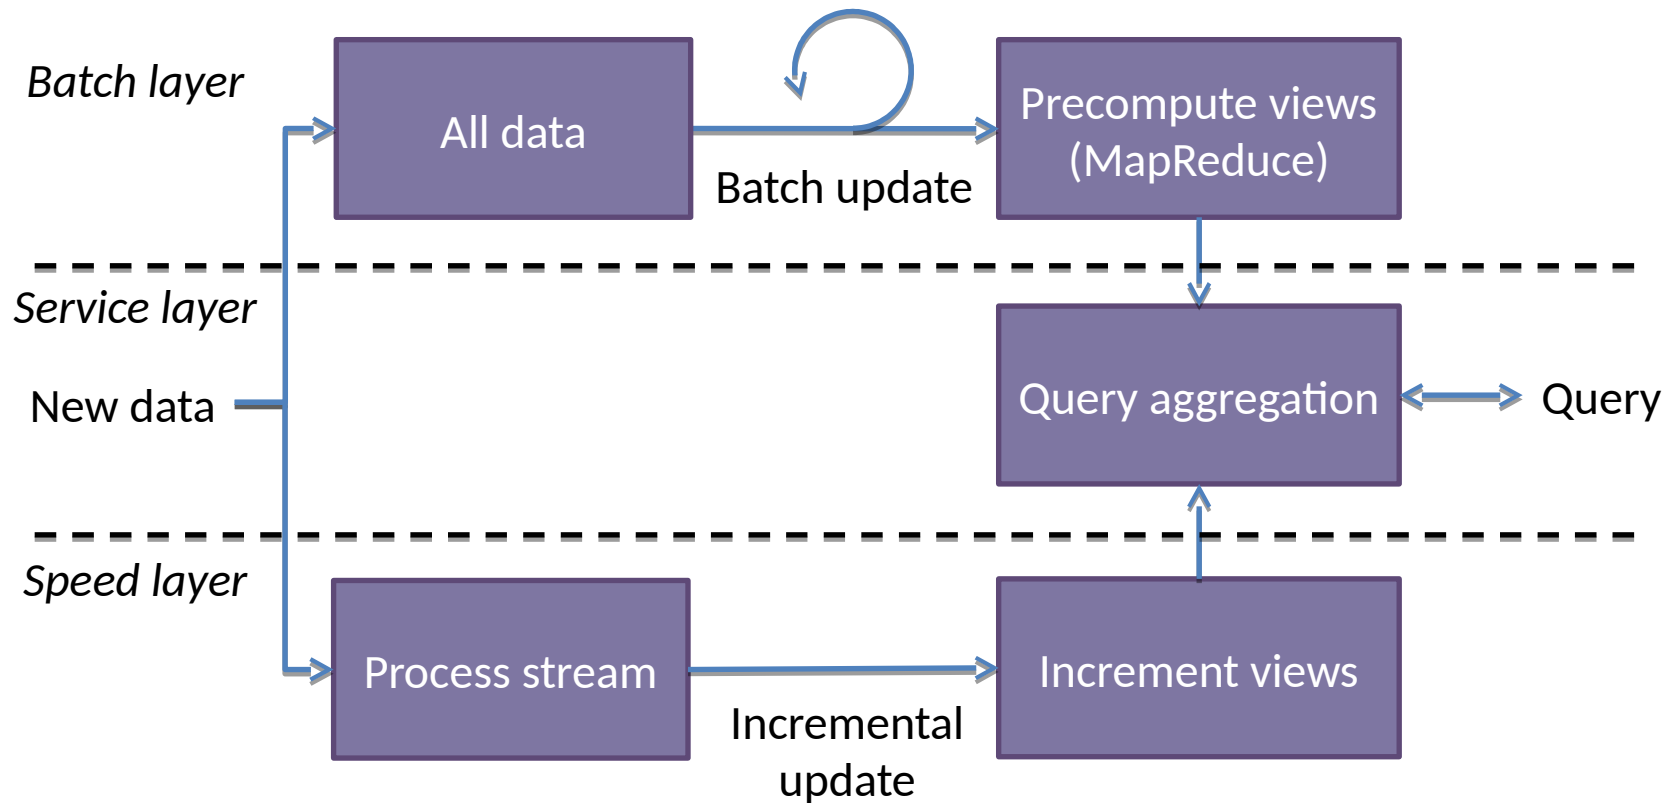 Batch layer
All data
Batch update
Precompute views
(MapReduce)
Service layer
New data
Query aggregation
Query
Speed layer
Process stream
Incremental
update
Increment views